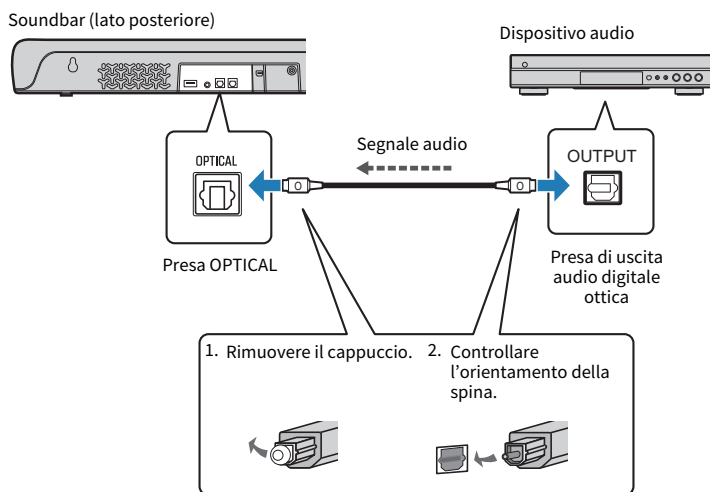 Soundbar (lato posteriore)
Dispositivo audio
Segnale audio
OPTICAL
OUTPUT
Presa OPTICAL
Presa di uscita
audio digitale
ottica
1. Rimuovere il cappuccio.
2. Controllare
l'orientamento della
spina.